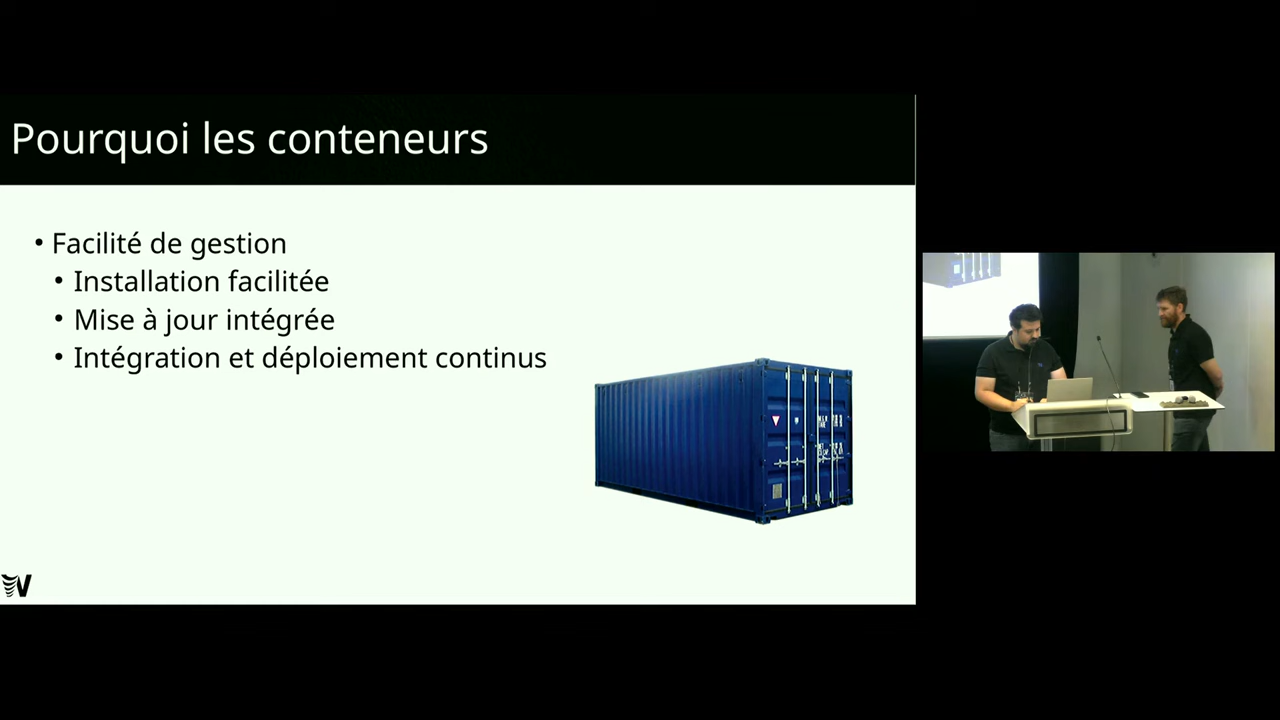 Pourquoi les conteneurs
• Facilité de gestion
• Installation facilitée
• Mise à jour intégrée
• Intégration et déploiement continus